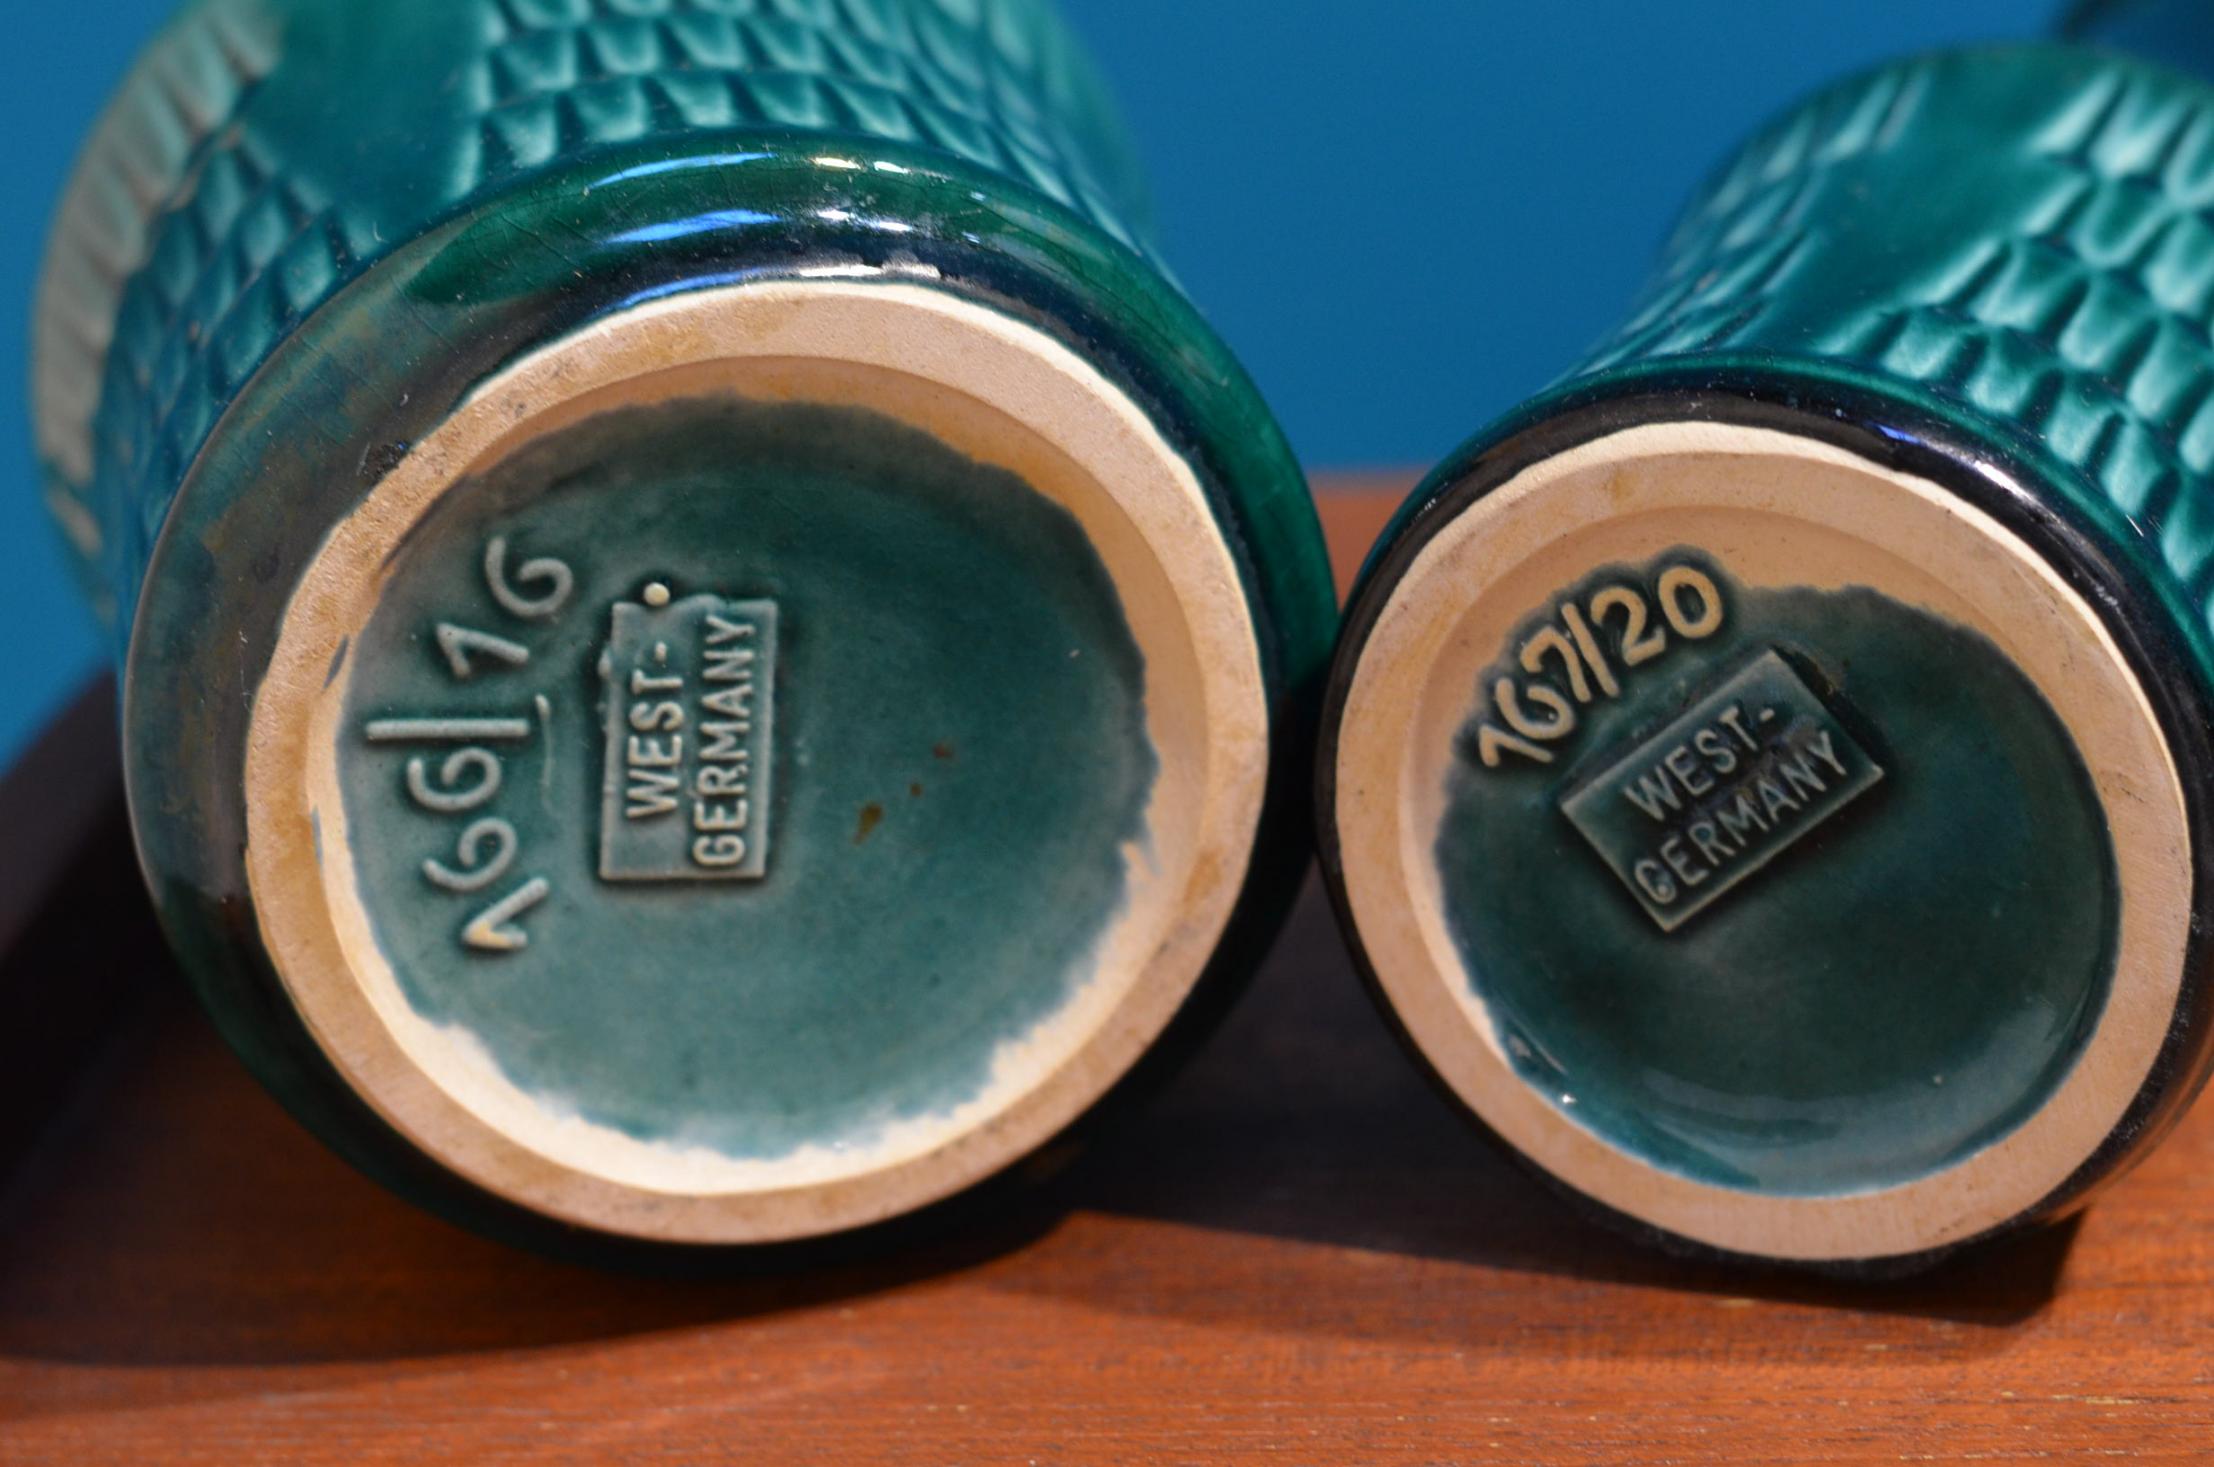 166/16
WEST-
GERMANY
167/20
WEST-
GERMANY